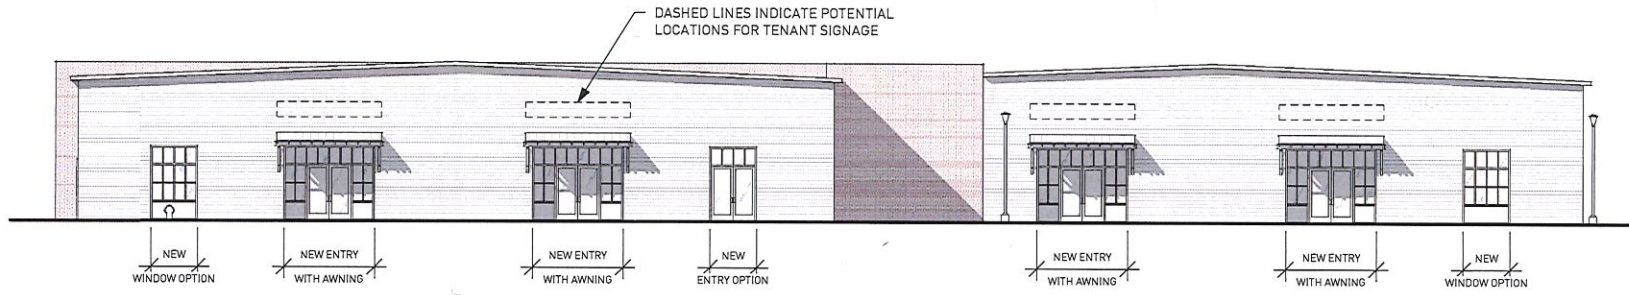 DASHED LINES INDICATE POTENTIAL
LOCATIONS FOR TENANT SIGNAGE
NEW
WINDOW OPTION
NEW ENTRY
WITH AWNING
NEW ENTRY
WITH AWNING
NEW
ENTRY OPTION
NEW ENTRY
WITH AWNING
NEW ENTRY
WITH AWNING
NEW
WINDOW OPTION